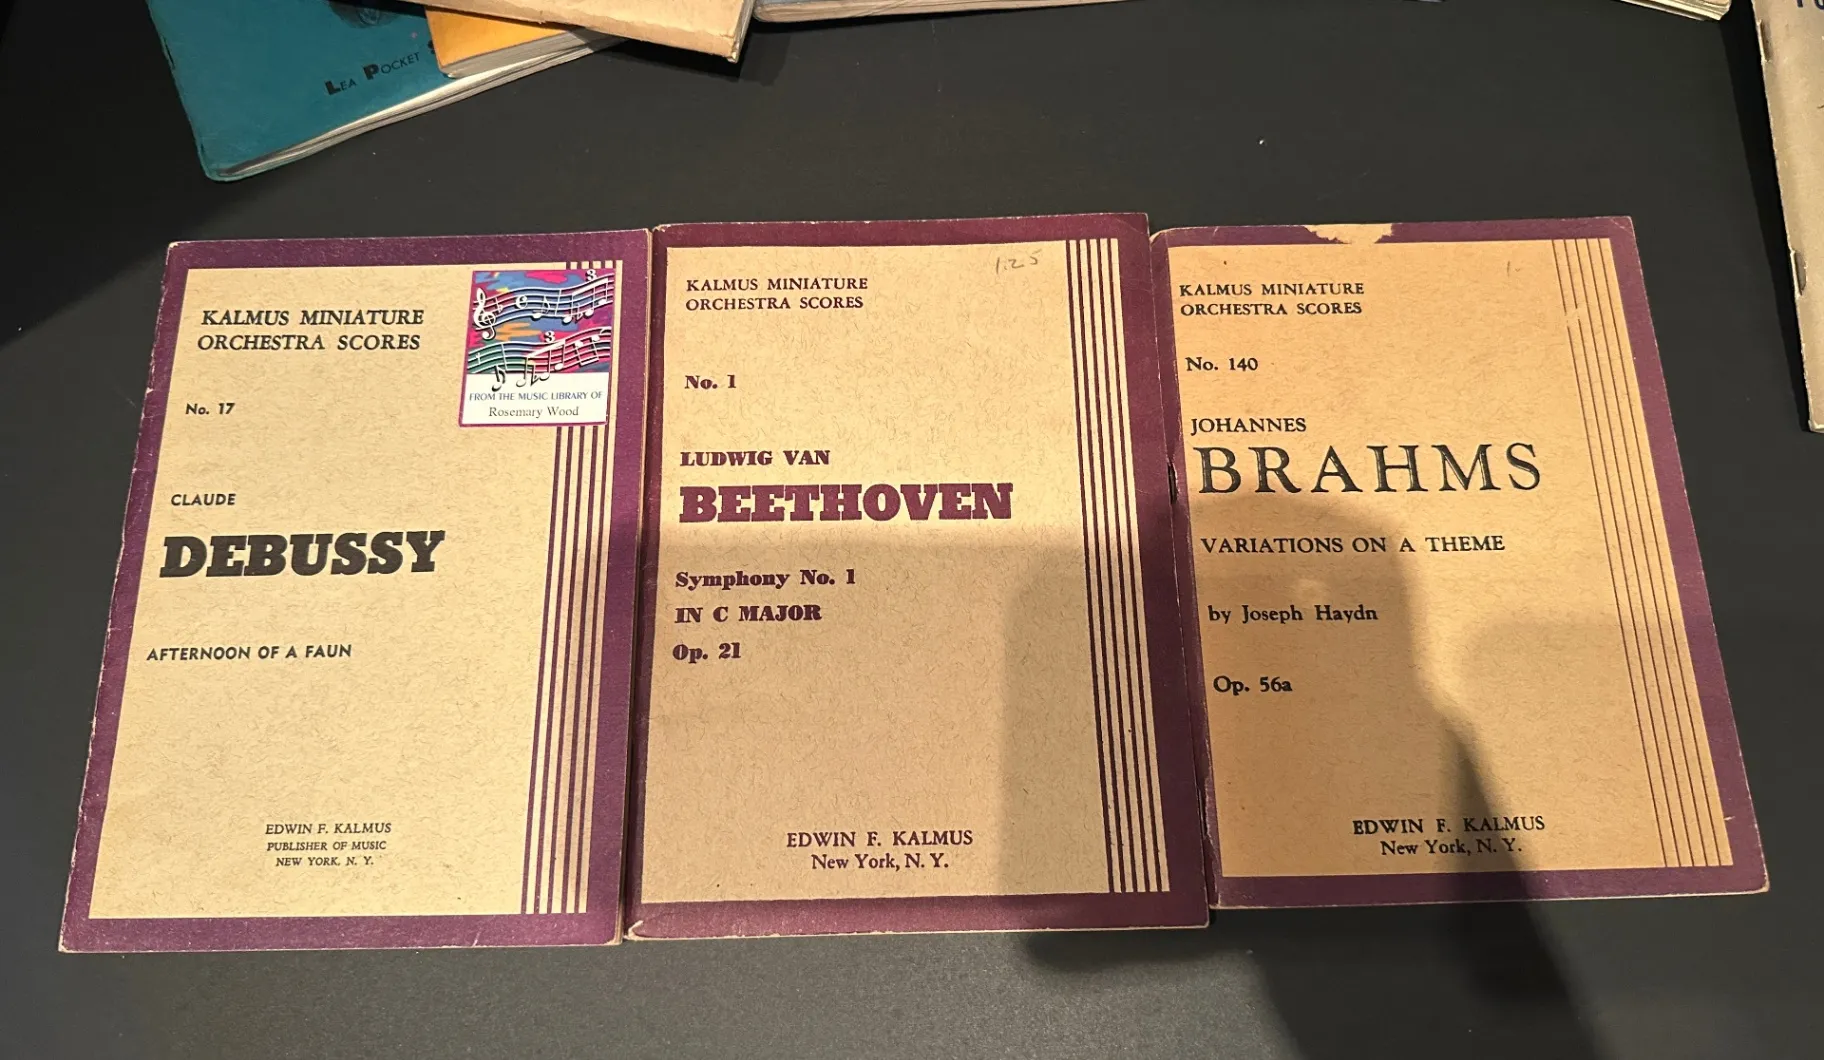 LEA POCKET
KALMUS MINIATURE
ORCHESTRA SCORES
FROM THE MUSIC LIBRARY OF
Rosemary Wood
No. 17
CLAUDE
DEBUSSY
AFTERNOON OF A FAUN
EDWIN F. KALMUS
PUBLISHER OF MUSIC
NEW YORK, N. Y.
1.25
KALMUS MINIATURE
ORCHESTRA SCORES
No. 1
LUDWIG VAN
BEETHOVEN
Symphony No. 1
IN C MAJOR
Op. 21
EDWIN F. KALMUS
New York, N. Y.
1.
KALMUS MINIATURE
ORCHESTRA SCORES
No. 140
JOHANNES
BRAHMS
VARIATIONS ON A THEME
by Joseph Haydn
Op. 56a
EDWIN F. KALMUS
New York, N. Y.